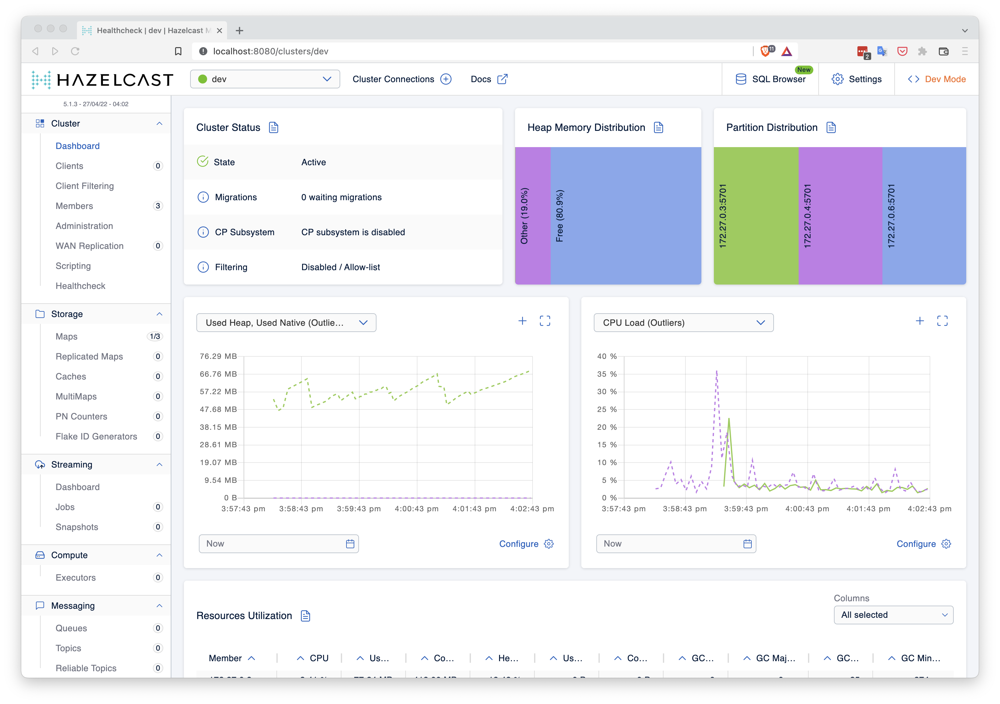 Healthcheck | dev | Hazelcast M
localhost:8080/clusters/dev
11
2
HAZELCAST
dev
Cluster Connections
Docs
SQL Browser
New
Settings
Dev Mode
5.1.3 - 27/04/22 - 04:02
Cluster
Dashboard
Clients 0
Client Filtering
Members 3
Administration
WAN Replication 0
Scripting
Healthcheck
Storage
Maps 1/3
Replicated Maps 0
Caches 0
MultiMaps 0
PN Counters 0
Flake ID Generators 0
Streaming
Dashboard
Jobs 0
Snapshots 0
Compute
Executors 0
Messaging
Queues 0
Topics 0
Reliable Topics 0
Cluster Status
State Active
Migrations 0 waiting migrations
CP Subsystem CP subsystem is disabled
Filtering Disabled / Allow-list
Heap Memory Distribution
Other (19.0%)
Free (80.9%)
Partition Distribution
172.27.0.3:5701
172.27.0.4:5701
172.27.0.6:5701
Used Heap, Used Native (Outlie...
76.29 MB
66.76 MB
57.22 MB
47.68 MB
38.15 MB
28.61 MB
19.07 MB
9.54 MB
0 B
3:57:43 pm 3:58:43 pm 3:59:43 pm 4:00:43 pm 4:01:43 pm 4:02:43 pm
Now
Configure
CPU Load (Outliers)
40 %
35 %
30 %
25 %
20 %
15 %
10 %
5 %
0 %
3:57:43 pm 3:58:43 pm 3:59:43 pm 4:00:43 pm 4:01:43 pm 4:02:43 pm
Now
Configure
Resources Utilization
Columns
All selected
Member CPU Us... Co... He... Us... Co... GC... GC Maj... GC... GC Min...